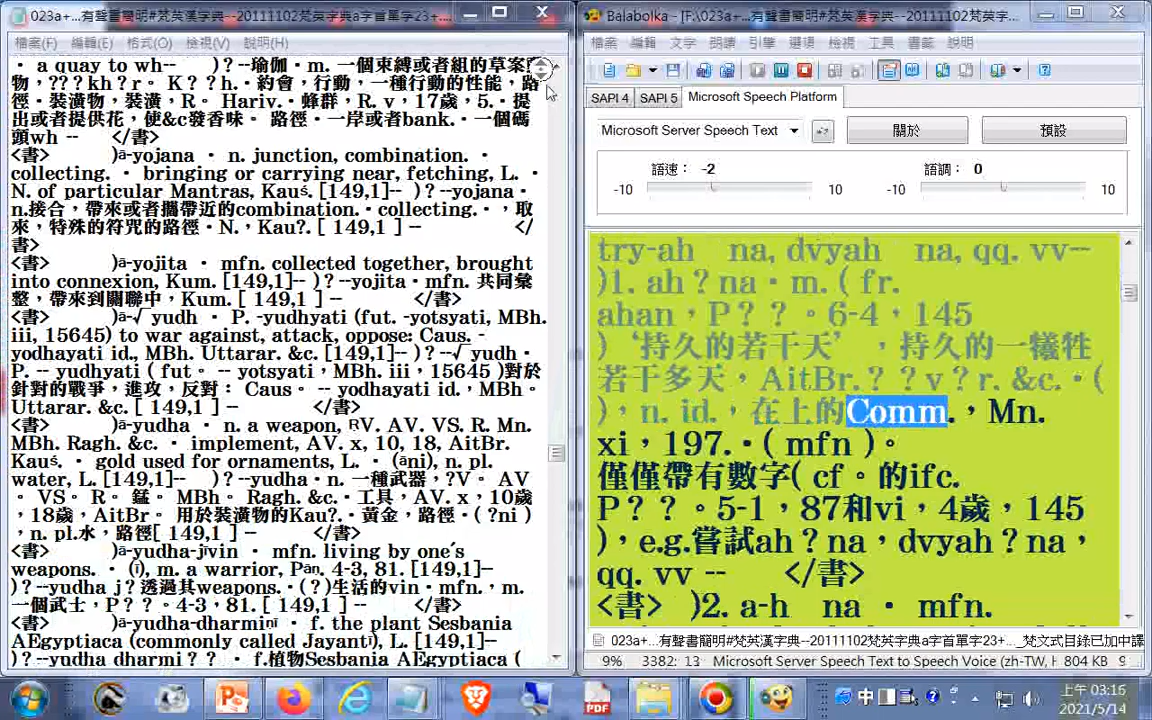 023a+...有聲書簡明#梵英漢字典--20111102梵英字典a字首單字23+...
檔案(F) 編輯(E) 格式(O) 檢視(V) 說明(H)
· a quay to wh-- )? --瑜伽 · m. 一個束縛或者組的草案
物，???kh?r。 K??h. · 約會，行動，一種行動的性能，路
徑 · 裝潢物，裝潢，R。 Hariv. · 蜂群，R. v，17歲，5. · 提
出或者提供花，使&c發香味。 路徑 · 一岸或者bank. · 一個碼
頭wh -- </書>
<書> )ā-yojana · n. junction, combination. ·
collecting. · bringing or carrying near, fetching, L. ·
N. of particular Mantras, Kauś. [149,1]-- )? --yojana ·
n.接合，帶來或者攜帶近的combination. · collecting. · ，取
來，特殊的符咒的路徑 · N.，Kau?. [ 149,1 ] -- </
書>
<書> )ā-yojita · mfn. collected together, brought
into connexion, Kum. [149,1]-- )? --yojita · mfn. 共同彙
整，帶來到關聯中，Kum. [ 149,1 ] -- </書>
<書> )ā-√ yudh · P. -yudhyati (fut. -yotsyati, MBh.
iii, 15645) to war against, attack, oppose: Caus. -
yodhayati id., MBh. Uttarar. &c. [149,1]-- )? --√ yudh ·
P. -- yudhyati ( fut。 -- yotsyati，MBh. iii，15645 )對於
針對的戰爭，進攻，反對： Caus。 -- yodhayati id.，MBh。
Uttarar. &c. [ 149,1 ] -- </書>
<書> )ā-yudha · n. a weapon, RV. AV. VS. R. Mn.
MBh. Ragh. &c. · implement, AV. x, 10, 18, AitBr.
Kauś. · gold used for ornaments, L. · (āni), n. pl.
water, L. [149,1]-- )? --yudha · n. 一種武器，?V。 AV
。 VS。 R。 錳。 MBh。 Ragh. &c. · 工具，AV. x，10歲
，18歲，AitBr。 用於裝潢物的Kau?. · 黃金，路徑 · ( ?ni )
，n. pl.水，路徑[ 149,1 ] -- </書>
<書> )ā-yudha-jīvin · mfn. living by one's
weapons. · (ī), m. a warrior, Pāṇ. 4-3, 81. [149,1]--
)? --yudha j? 透過其weapons. · (?)生活的vin · mfn.，m.
一個武士，P??。4-3，81. [ 149,1 ] -- </書>
<書> )ā-yudha-dharmiṇī · f. the plant Sesbania
AEgyptiaca (commonly called Jayantī), L. [149,1]--
)? --yudha dharmi?? · f.植物Sesbania AEgyptiaca (
Balabolka - [F:\023a+...有聲書簡明#梵英漢字典--20111102梵英字...
檔案 編輯 文字 朗讀 引擎 選項 檢視 工具 書籤 說明
SAPI 4 SAPI 5 Microsoft Speech Platform
Microsoft Server Speech Text 關於 預設
語速： -2 語調： 0
-10 10 -10 10
try-ah na, dvyah na, qq. vv--
)1. ah ? na · m. ( fr.
ahan，P??。6-4，145
)‘持久的若干天’，持久的一犧牲
若干多天，AitBr.??v?r. &c. · (
)，n. id.，在上的Comm.，Mn.
xi，197. · ( mfn )。
僅僅帶有數字( cf。的ifc.
P??。5-1，87和vi，4歲，145
)，e.g.嘗試ah?na，dvyah?na，
qq. vv -- </書>
<書> )2. a-h na · mfn.
023a+...有聲書簡明#梵英漢字典--20111102梵英字典a字首單字23+..._梵文式目錄已加中譯
9% 3382: 13 Microsoft Server Speech Text to Speech Voice (zh-TW, H 804 KB 9
PDF 中 上午 03:16
2021/5/14